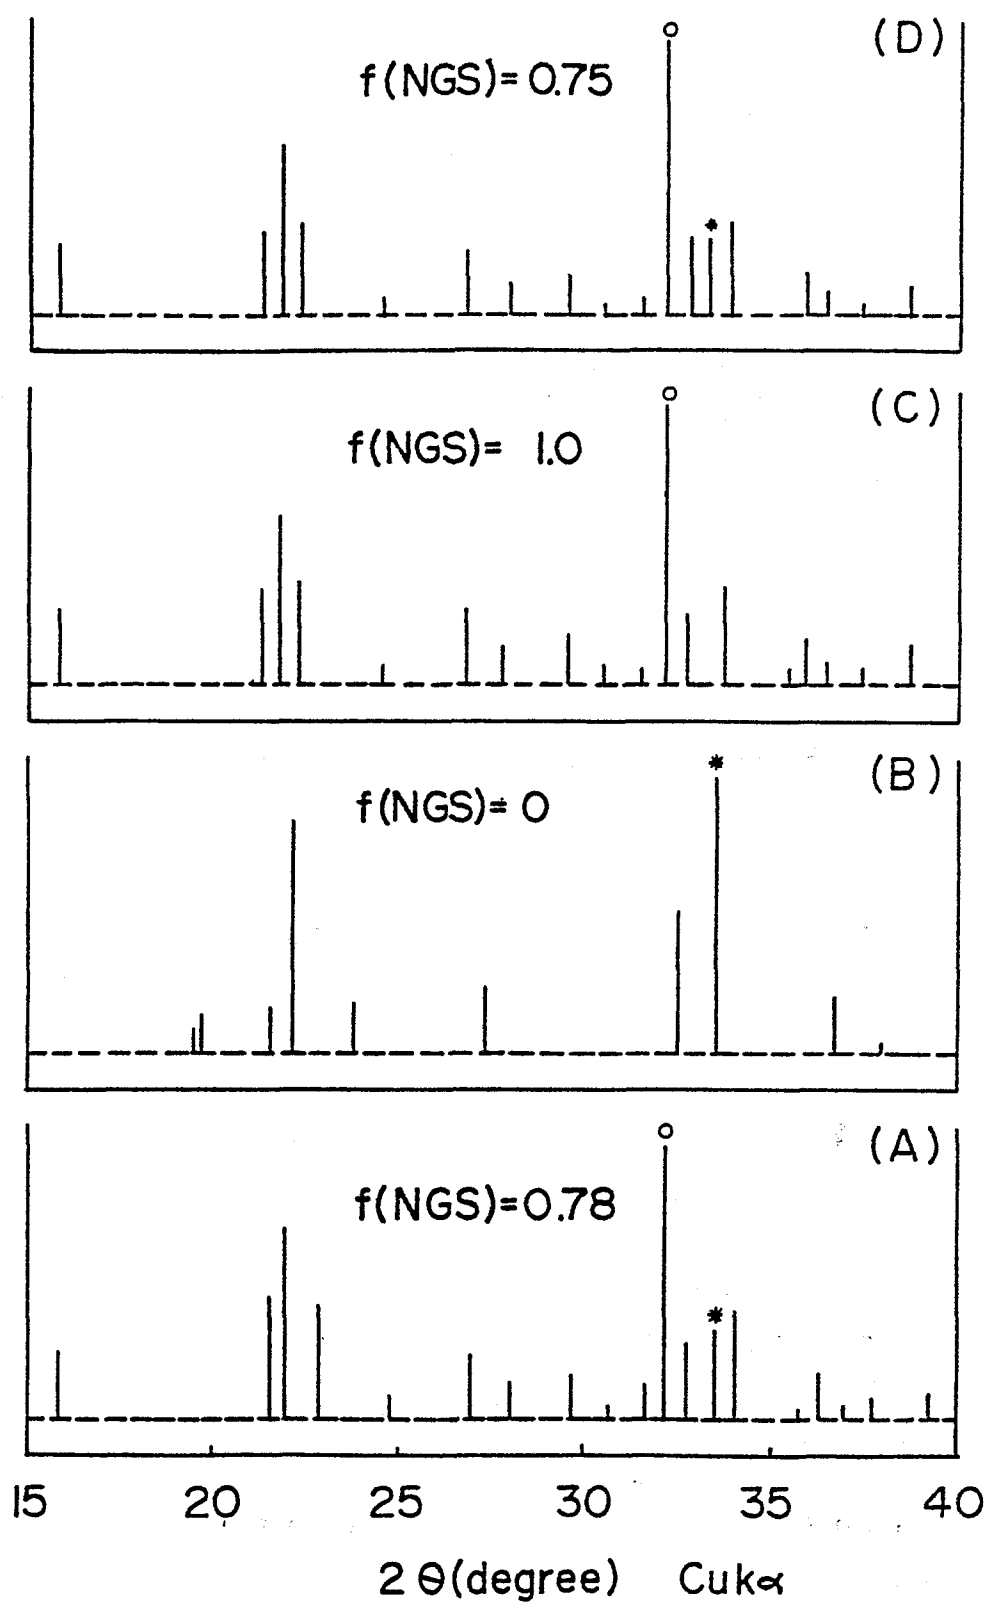 (D)
f(NGS)= 0.75
(C)
f(NGS)= 1.0
(B)
f(NGS)= 0
(A)
f(NGS)=0.78
15 20 25 30 35 40
2 θ(degree) Cukα